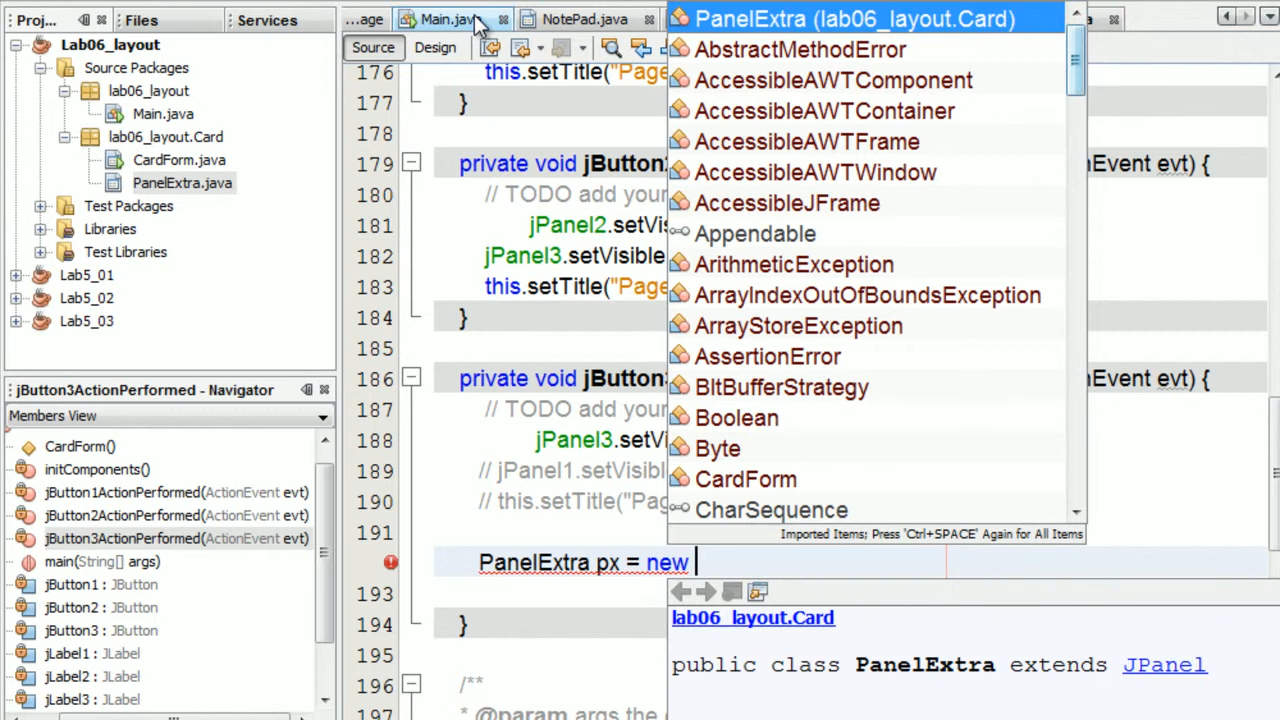 Proj...
Files
Services
Lab06_layout
Source Packages
lab06_layout
Main.java
lab06_layout.Card
CardForm.java
PanelExtra.java
Test Packages
Libraries
Test Libraries
Lab5_01
Lab5_02
Lab5_03
jButton3ActionPerformed - Navigator
Members View
CardForm()
initComponents()
jButton1ActionPerformed(ActionEvent evt)
jButton2ActionPerformed(ActionEvent evt)
jButton3ActionPerformed(ActionEvent evt)
main(String[] args)
jButton1 : JButton
jButton2 : JButton
jButton3 : JButton
jLabel1 : JLabel
jLabel2 : JLabel
jLabel3 : JLabel
...age
Main.java
NotePad.java
Source
Design
176 this.setTitle("Page
177 }
178
179 private void jButton2 nEvent evt) {
180 // TODO add your
181 jPanel2.setVis
182 jPanel3.setVisible
183 this.setTitle("Page
184 }
185
186 private void jButton3 nEvent evt) {
187 // TODO add your
188 jPanel3.setVi
189 // jPanel1.setVisibl
190 // this.setTitle("Pag
191
PanelExtra px = new
193
194 }
195
196 /**
197 * @param args the
PanelExtra (lab06_layout.Card)
AbstractMethodError
AccessibleAWTComponent
AccessibleAWTContainer
AccessibleAWTFrame
AccessibleAWTWindow
AccessibleJFrame
Appendable
ArithmeticException
ArrayIndexOutOfBoundsException
ArrayStoreException
AssertionError
BltBufferStrategy
Boolean
Byte
CardForm
CharSequence
Imported Items; Press 'Ctrl+SPACE' Again for All Items
lab06_layout.Card
public class PanelExtra extends JPanel